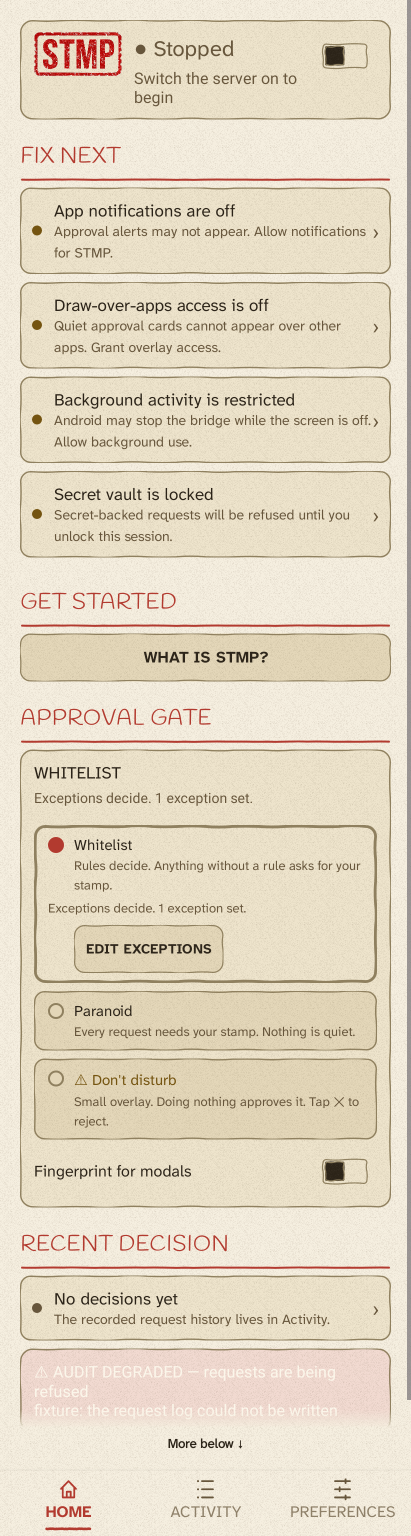 STMP
● Stopped
Switch the server on to
begin
FIX NEXT
App notifications are off
Approval alerts may not appear. Allow notifications
for STMP.
›
Draw-over-apps access is off
Quiet approval cards cannot appear over other
apps. Grant overlay access.
›
Background activity is restricted
Android may stop the bridge while the screen is off.
Allow background use.
›
Secret vault is locked
Secret-backed requests will be refused until you
unlock this session.
›
GET STARTED
WHAT IS STMP?
APPROVAL GATE
WHITELIST
Exceptions decide. 1 exception set.
Whitelist
Rules decide. Anything without a rule asks for your
stamp.
Exceptions decide. 1 exception set.
EDIT EXCEPTIONS
Paranoid
Every request needs your stamp. Nothing is quiet.
⚠ Don't disturb
Small overlay. Doing nothing approves it. Tap ✕ to
reject.
Fingerprint for modals
RECENT DECISION
No decisions yet
The recorded request history lives in Activity.
›
⚠ AUDIT DEGRADED — requests are being
refused
fixture: the request log could not be written
More below ↓
HOME
ACTIVITY
PREFERENCES